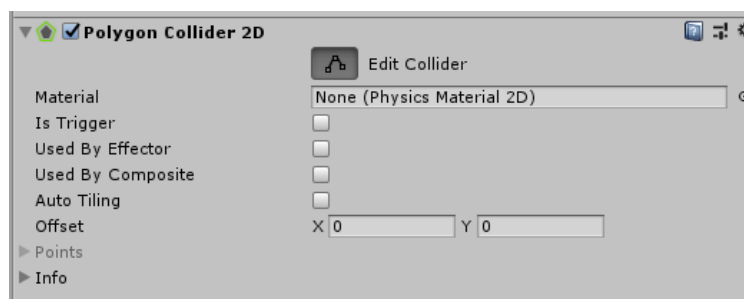 Polygon Collider 2D
Edit Collider
Material None (Physics Material 2D)
Is Trigger
Used By Effector
Used By Composite
Auto Tiling
Offset X 0 Y 0
Points
Info